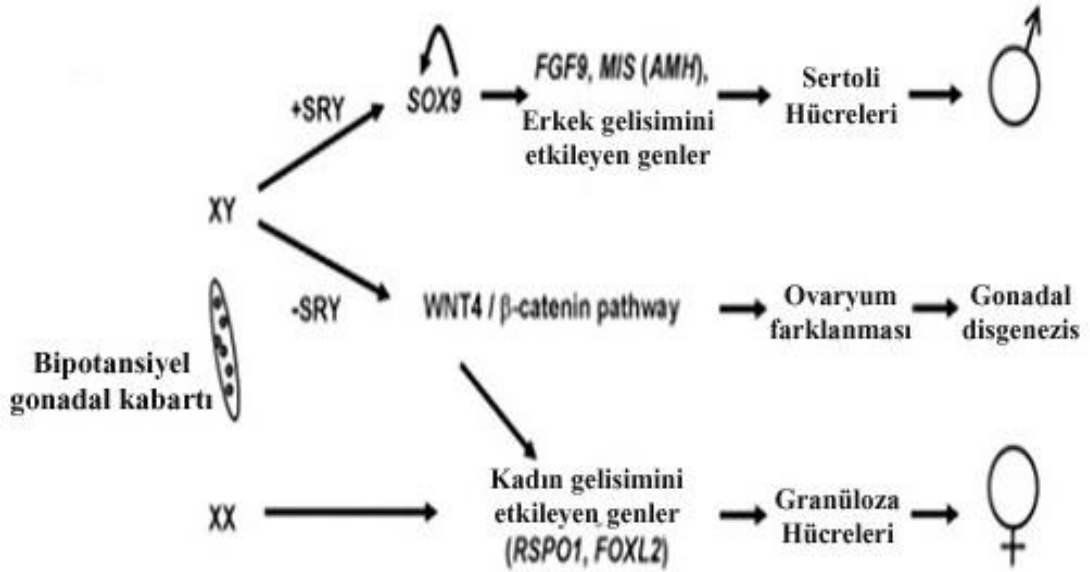 +SRY
SOX9
FGF9, MIS (AMH),
Erkek gelisimini
etkileyen genler
Sertoli
Hücreleri
XY
-SRY
WNT4 / β-catenin pathway
Ovaryum
farklanması
Gonadal
disgenezis
Bipotansiyel
gonadal kabartı
XX
Kadın gelisimini
etkileyen genler
(RSPO1, FOXL2)
Granüloza
Hücreleri